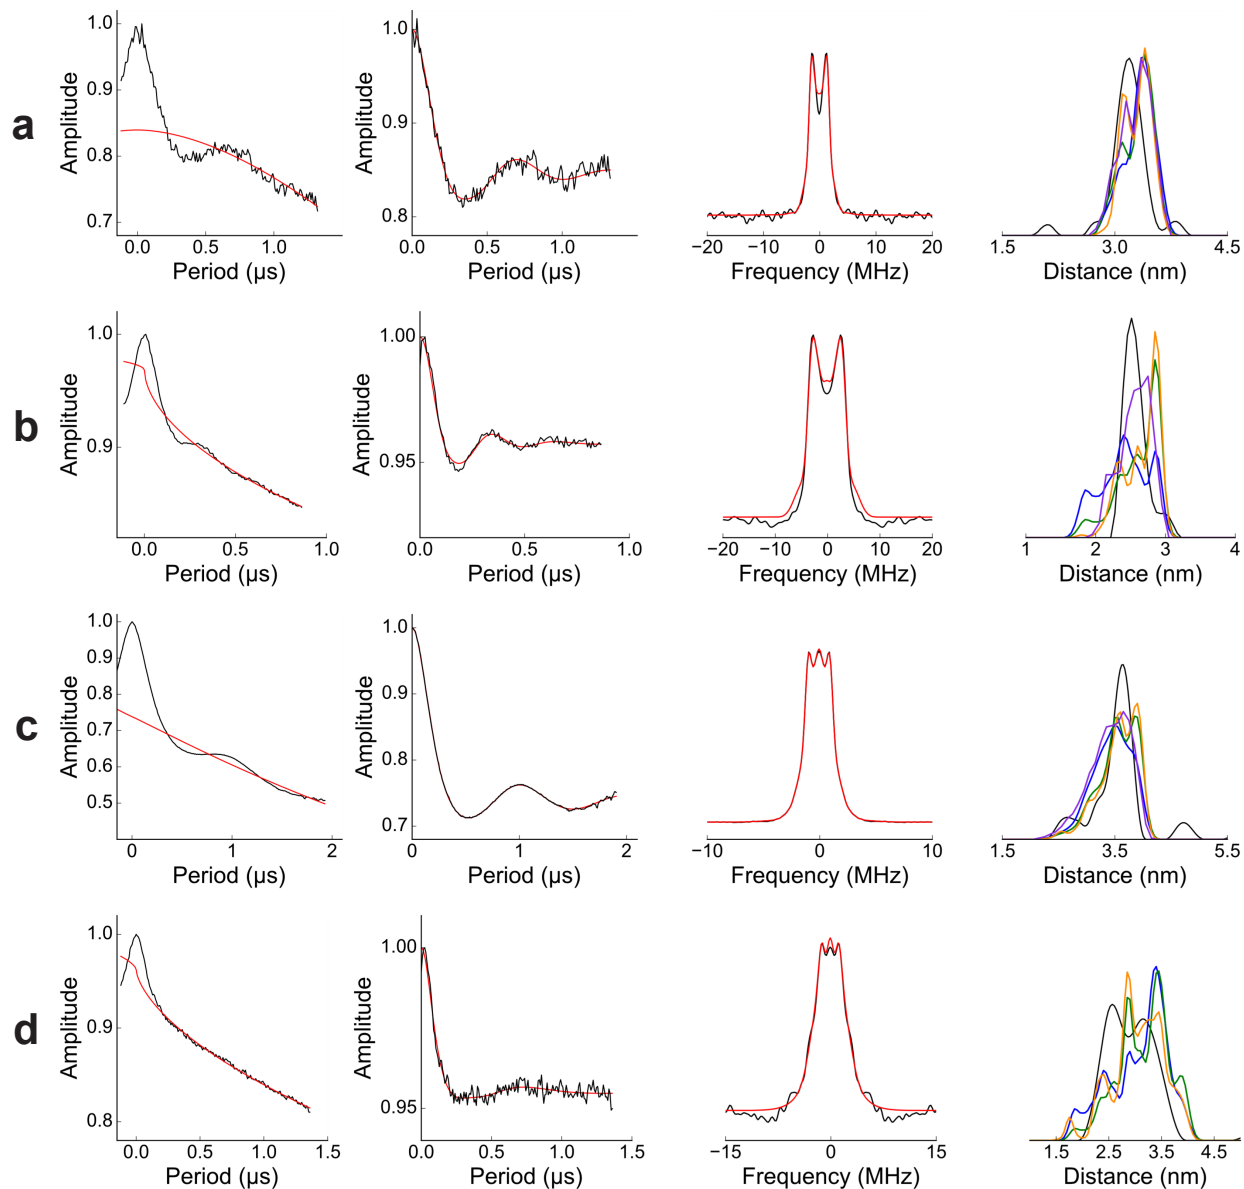 a
Amplitude
1.0
0.9
0.8
0.7
0.0 0.5 1.0
Period (µs)
Amplitude
1.0
0.9
0.8
0.0 0.5 1.0
Period (µs)
−20 −10 0 10 20
Frequency (MHz)
1.5 3.0 4.5
Distance (nm)
b
Amplitude
1.0
0.9
0.0 0.5 1.0
Period (µs)
Amplitude
1.00
0.95
0.0 0.5 1.0
Period (µs)
−20 −10 0 10 20
Frequency (MHz)
1 2 3 4
Distance (nm)
c
Amplitude
1.0
0.9
0.8
0.7
0.6
0.5
0 1 2
Period (µs)
Amplitude
1.0
0.9
0.8
0.7
0 1 2
Period (µs)
−10 0 10
Frequency (MHz)
1.5 3.5 5.5
Distance (nm)
d
Amplitude
1.0
0.9
0.8
0.0 0.5 1.0 1.5
Period (µs)
Amplitude
1.00
0.95
0.0 0.5 1.0 1.5
Period (µs)
−15 0 15
Frequency (MHz)
1.5 2.5 3.5 4.5
Distance (nm)